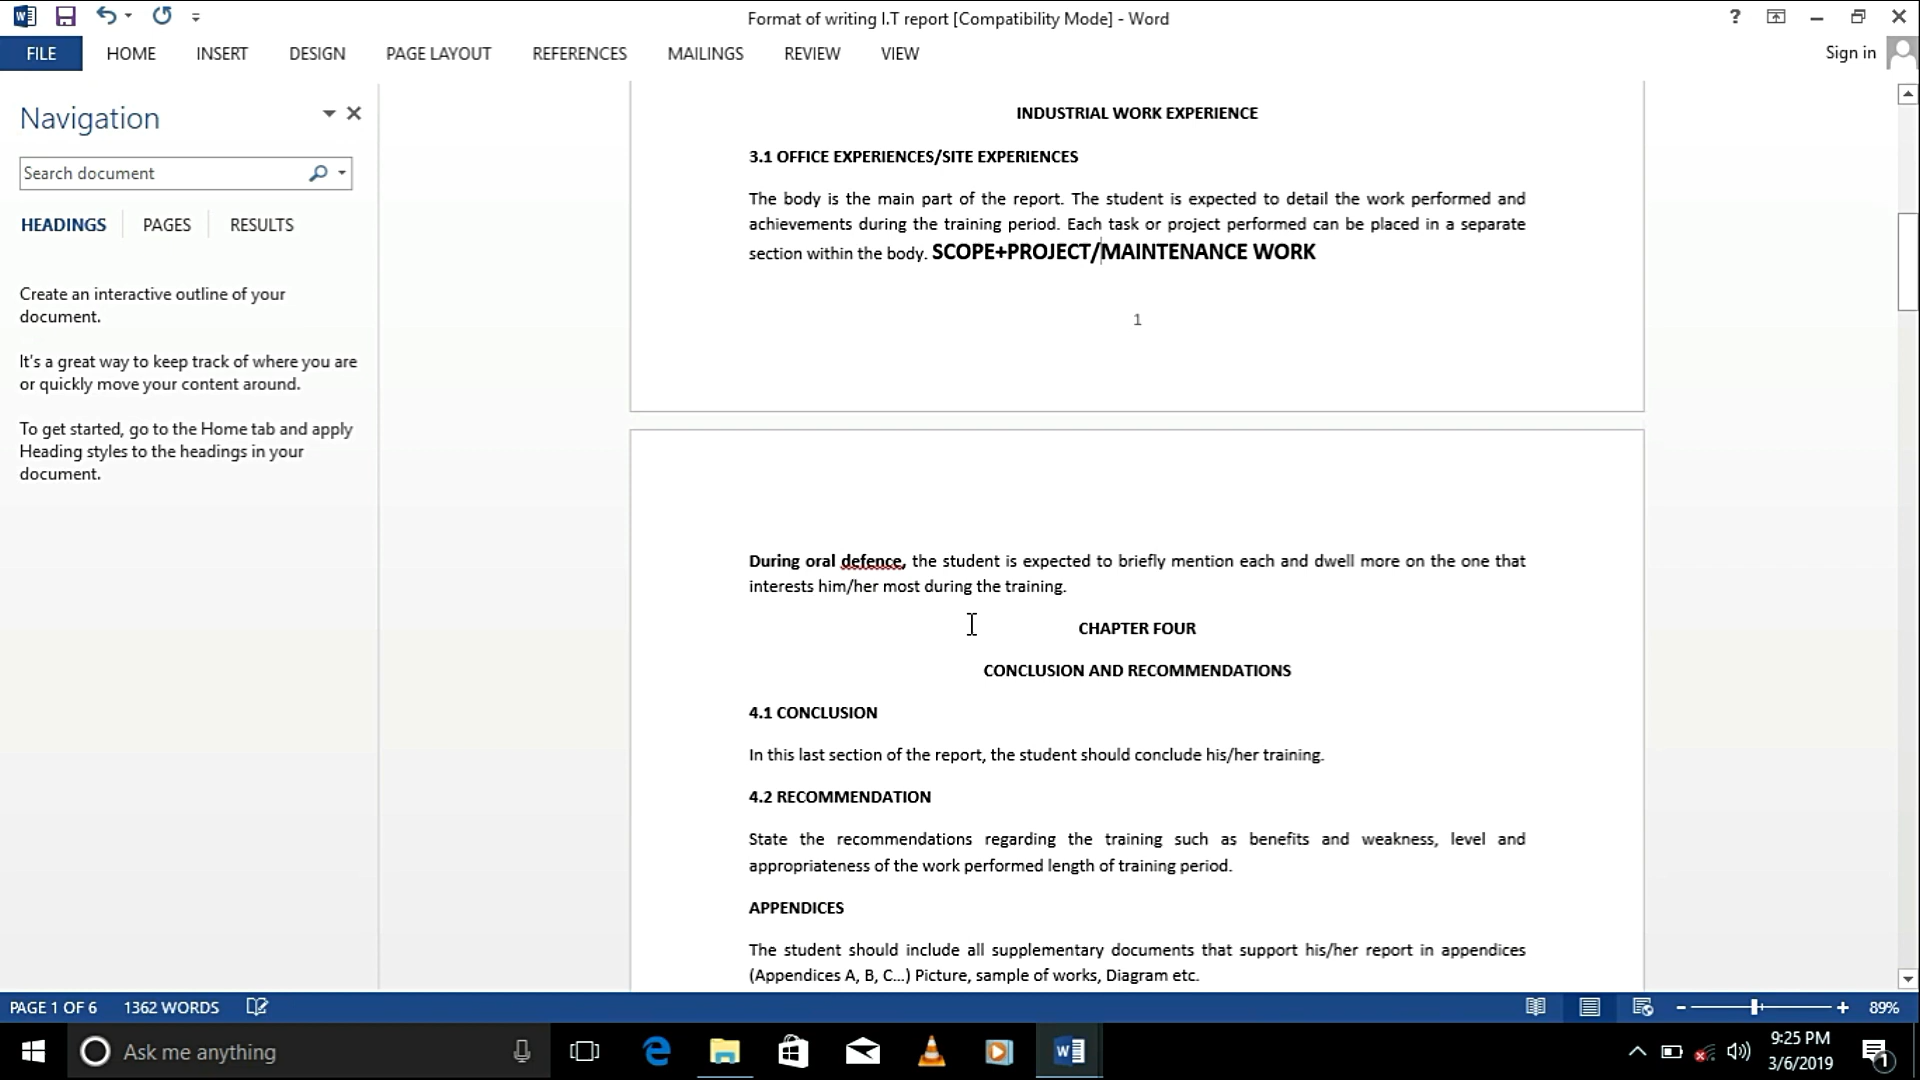 Format of writing I.T report [Compatibility Mode] - Word
?
FILE
HOME
INSERT
DESIGN
PAGE LAYOUT
REFERENCES
MAILINGS
REVIEW
VIEW
Sign in
Navigation
Search document
HEADINGS
PAGES
RESULTS
Create an interactive outline of your
document.
It's a great way to keep track of where you are
or quickly move your content around.
To get started, go to the Home tab and apply
Heading styles to the headings in your
document.
INDUSTRIAL WORK EXPERIENCE
3.1 OFFICE EXPERIENCES/SITE EXPERIENCES
The body is the main part of the report. The student is expected to detail the work performed and
achievements during the training period. Each task or project performed can be placed in a separate
section within the body. SCOPE+PROJECT/MAINTENANCE WORK
1
During oral defence, the student is expected to briefly mention each and dwell more on the one that
interests him/her most during the training.
CHAPTER FOUR
CONCLUSION AND RECOMMENDATIONS
4.1 CONCLUSION
In this last section of the report, the student should conclude his/her training.
4.2 RECOMMENDATION
State the recommendations regarding the training such as benefits and weakness, level and
appropriateness of the work performed length of training period.
APPENDICES
The student should include all supplementary documents that support his/her report in appendices
(Appendices A, B, C...) Picture, sample of works, Diagram etc.
PAGE 1 OF 6
1362 WORDS
89%
Ask me anything
9:25 PM
3/6/2019
1